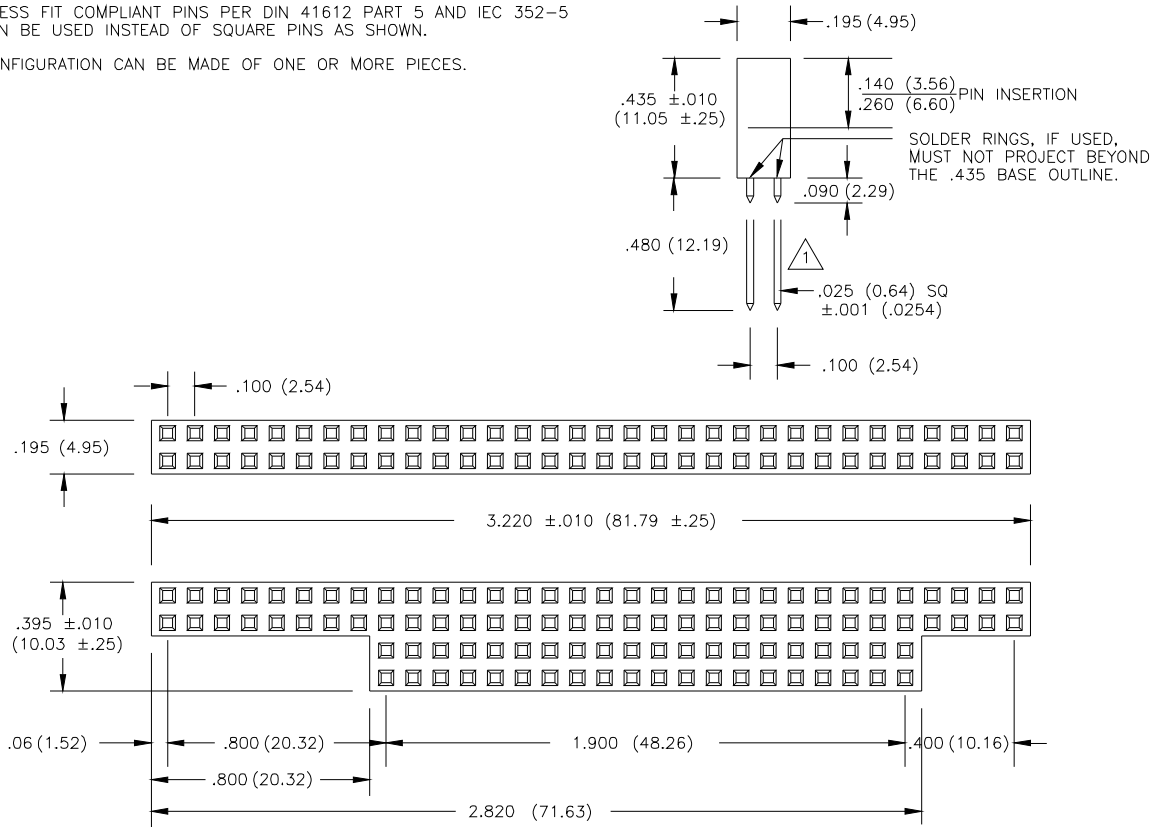 ESS FIT COMPLIANT PINS PER DIN 41612 PART 5 AND IEC 352-5
N BE USED INSTEAD OF SQUARE PINS AS SHOWN.
NFIGURATION CAN BE MADE OF ONE OR MORE PIECES.
.195 (4.95)
.435 ±.010
(11.05 ±.25)
.140 (3.56)
.260 (6.60)
PIN INSERTION
SOLDER RINGS, IF USED,
MUST NOT PROJECT BEYOND
THE .435 BASE OUTLINE.
.090 (2.29)
.480 (12.19)
1
.025 (0.64) SQ
±.001 (.0254)
.100 (2.54)
.100 (2.54)
.195 (4.95)
3.220 ±.010 (81.79 ±.25)
.395 ±.010
(10.03 ±.25)
.06 (1.52)
.800 (20.32)
1.900 (48.26)
.400 (10.16)
.800 (20.32)
2.820 (71.63)